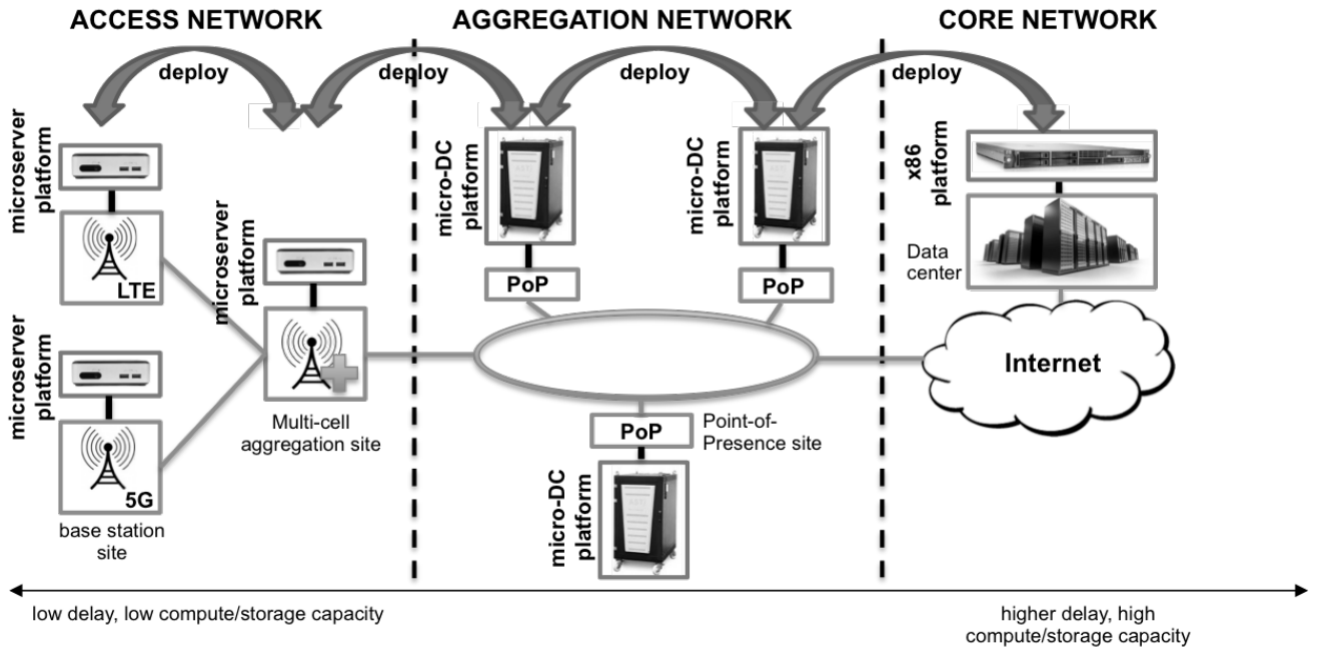 ACCESS NETWORK
AGGREGATION NETWORK
CORE NETWORK
deploy
deploy
deploy
deploy
microserver
platform
LTE
microserver
platform
5G
base station
site
microserver
platform
Multi-cell
aggregation site
micro-DC
platform
PoP
micro-DC
platform
PoP
PoP
Point-of-
Presence site
micro-DC
platform
x86
platform
Data
center
Internet
low delay, low compute/storage capacity
higher delay, high
compute/storage capacity